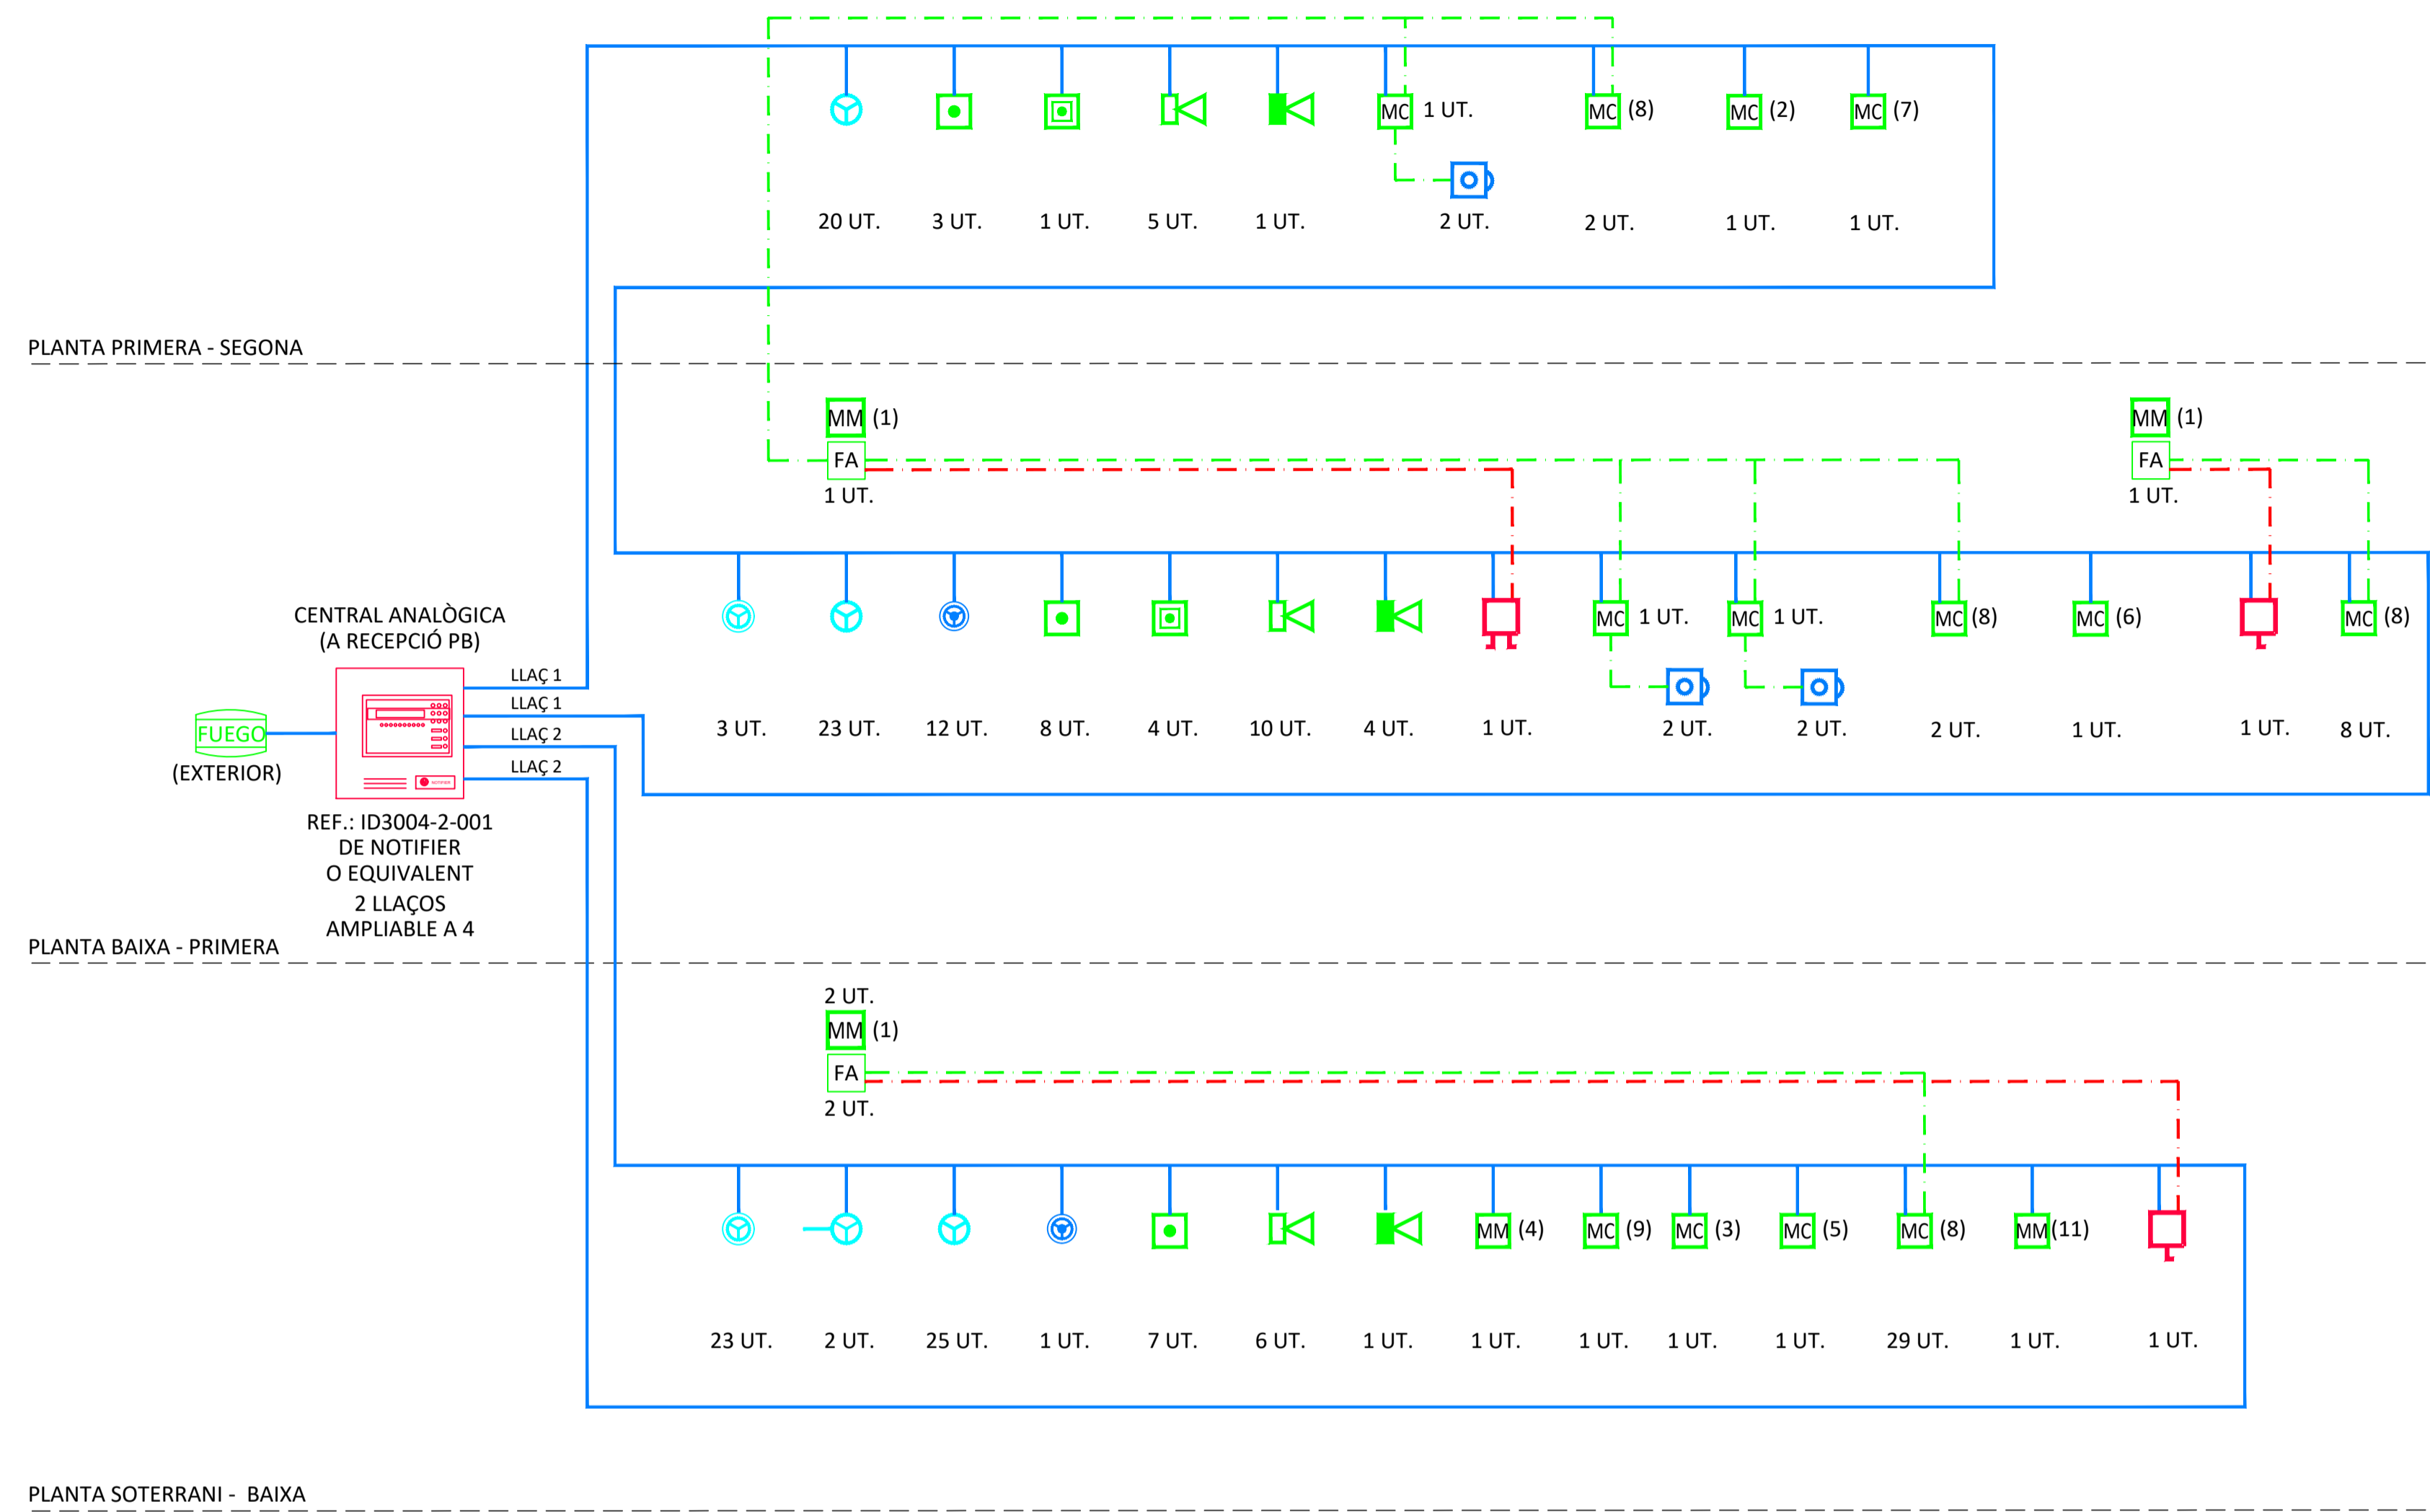 MC 1 UT.
MC (8)
MC (2)
MC (7)
20 UT.
3 UT.
1 UT.
5 UT.
1 UT.
2 UT.
2 UT.
1 UT.
1 UT.
PLANTA PRIMERA - SEGONA
MM (1)
FA
1 UT.
MM (1)
FA
1 UT.
MC 1 UT.
MC 1 UT.
MC (8)
MC (6)
MC (8)
3 UT.
23 UT.
12 UT.
8 UT.
4 UT.
10 UT.
4 UT.
1 UT.
2 UT.
2 UT.
2 UT.
1 UT.
1 UT.
8 UT.
CENTRAL ANALÒGICA
(A RECEPCIÓ PB)
LLAÇ 1
LLAÇ 1
LLAÇ 2
LLAÇ 2
FUEGO
(EXTERIOR)
NOTIFIER
REF.: ID3004-2-001
DE NOTIFIER
O EQUIVALENT
2 LLAÇOS
AMPLIABLE A 4
PLANTA BAIXA - PRIMERA
2 UT.
MM (1)
FA
2 UT.
MM (4)
MC (9)
MC (3)
MC (5)
MC (8)
MM (11)
23 UT.
2 UT.
25 UT.
1 UT.
7 UT.
6 UT.
1 UT.
1 UT.
1 UT.
1 UT.
1 UT.
29 UT.
1 UT.
1 UT.
PLANTA SOTERRANI - BAIXA